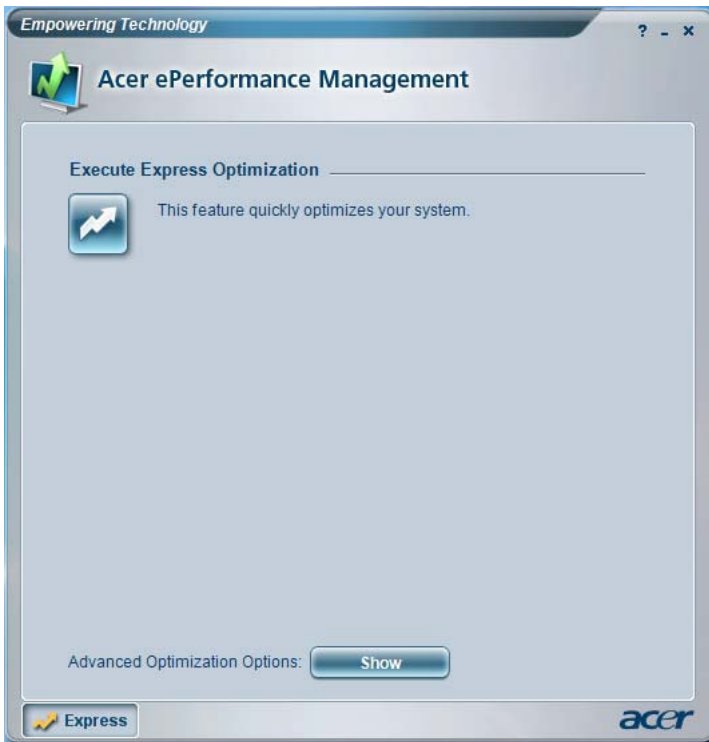 Empowering Technology
? - ×
Acer ePerformance Management
Execute Express Optimization
This feature quickly optimizes your system.
Advanced Optimization Options: Show
Express
acer